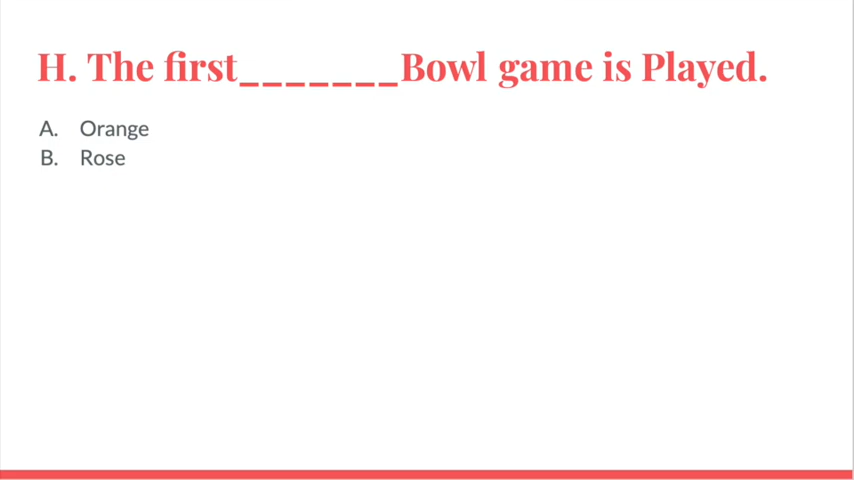 H. The first_______Bowl game is Played.
A. Orange
B. Rose